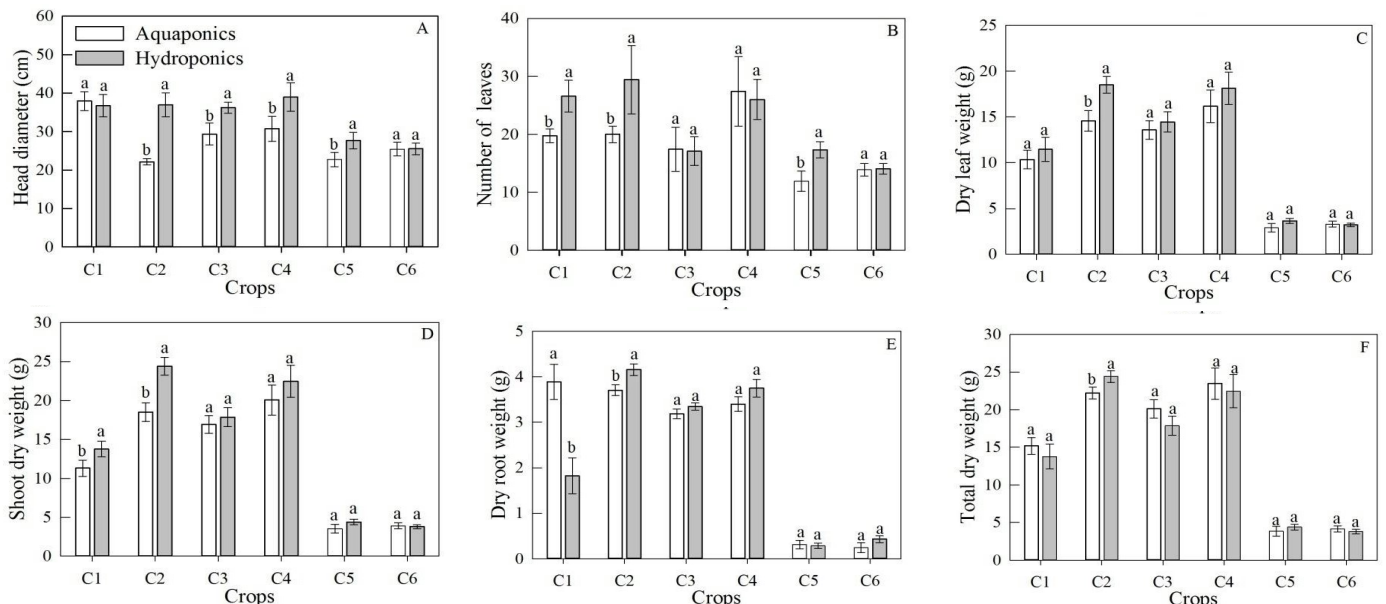 A
Aquaponics
Hydroponics
Head diameter (cm)
60
50
40
30
20
10
0
a a b a b a b a b a a a
C1 C2 C3 C4 C5 C6
Crops
B
Number of leaves
40
30
20
10
0
b a b a a a a a b a a a
C1 C2 C3 C4 C5 C6
Crops
C
Dry leaf weight (g)
25
20
15
10
5
0
a a b a a a a a a a a a
C1 C2 C3 C4 C5 C6
Crops
D
Shoot dry weight (g)
30
25
20
15
10
5
0
b a b a a a a a a a a a
C1 C2 C3 C4 C5 C6
Crops
E
Dry root weight (g)
5
4
3
2
1
0
a b b a a a a a a a a a
C1 C2 C3 C4 C5 C6
Crops
F
Total dry weight (g)
30
25
20
15
10
5
0
a a b a a a a a a a a a
C1 C2 C3 C4 C5 C6
Crops